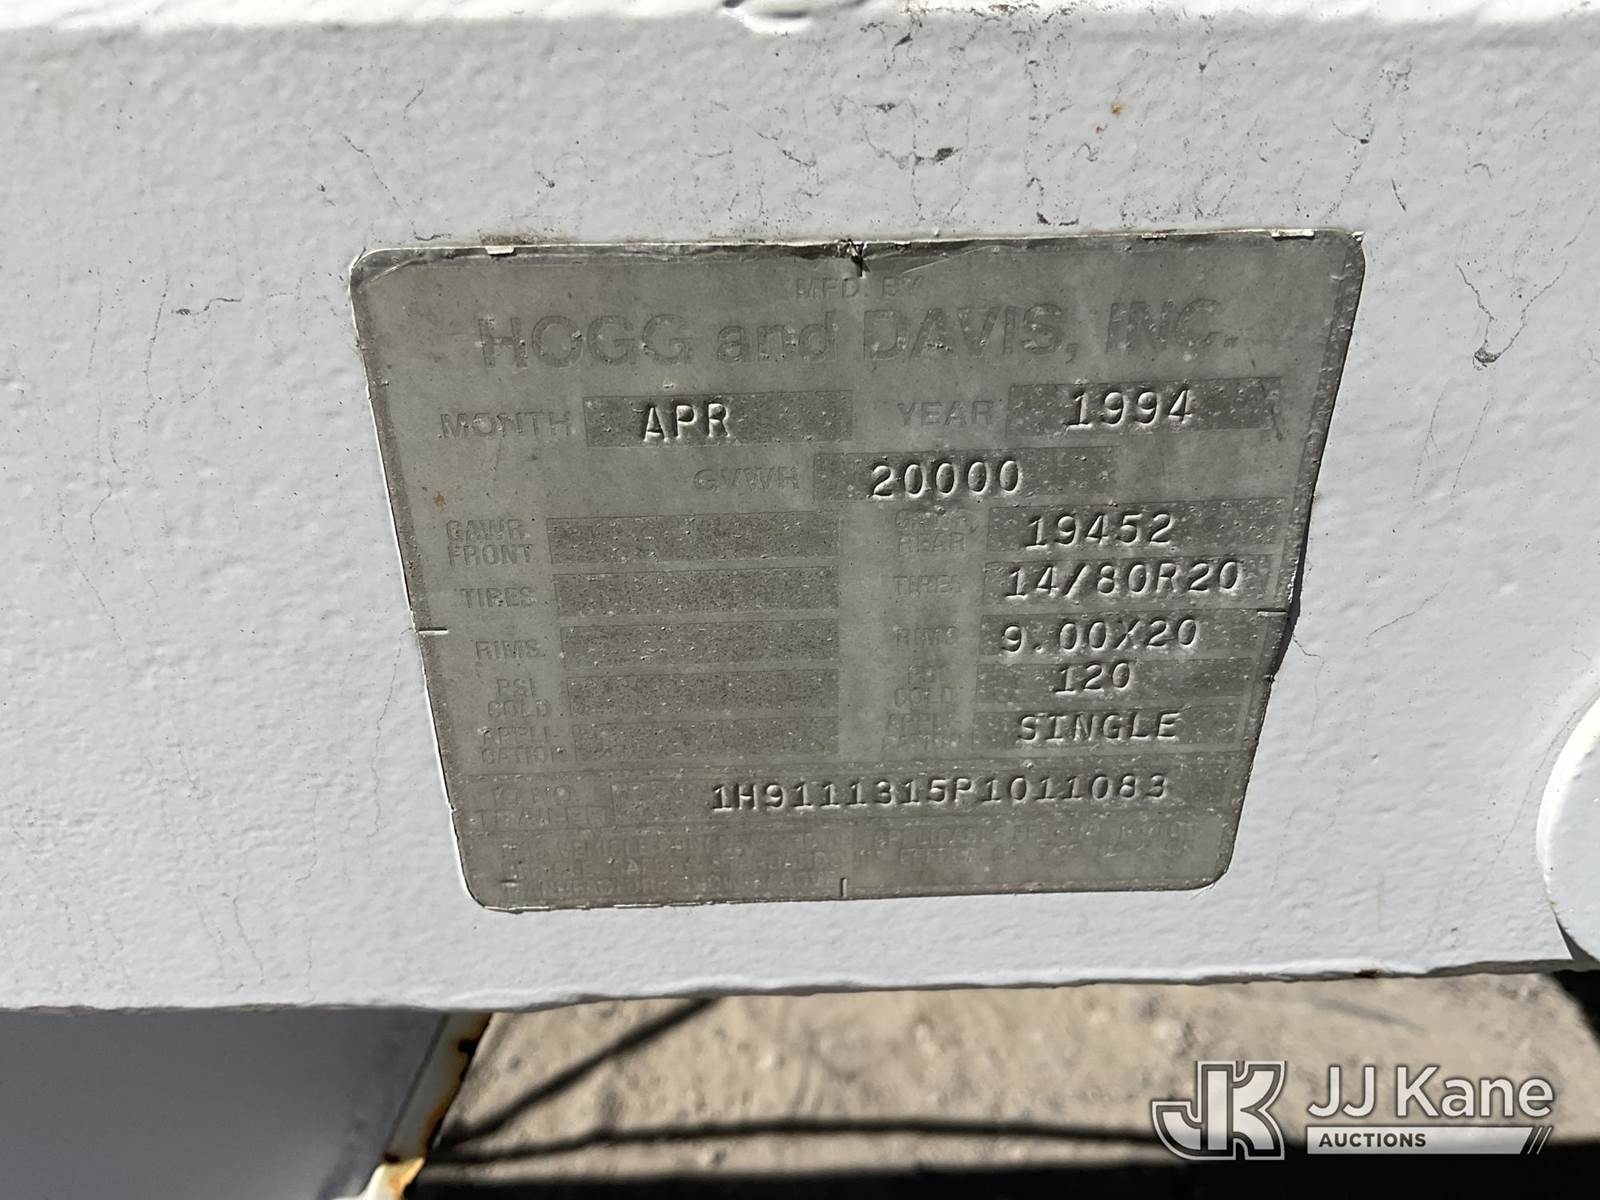 MFD. BY
HOGG and DAVIS, INC.
MONTH APR YEAR 1994
GVWR 20000
GAWR FRONT GAWR REAR 19452
TIRES TIRES 14/80R20
RIMS RIMS 9.00X20
PSI COLD PSI COLD 120
APPLI- CATION APPLI- SINGLE
TRAILER 1H9111315P1011083
JJ Kane
AUCTIONS